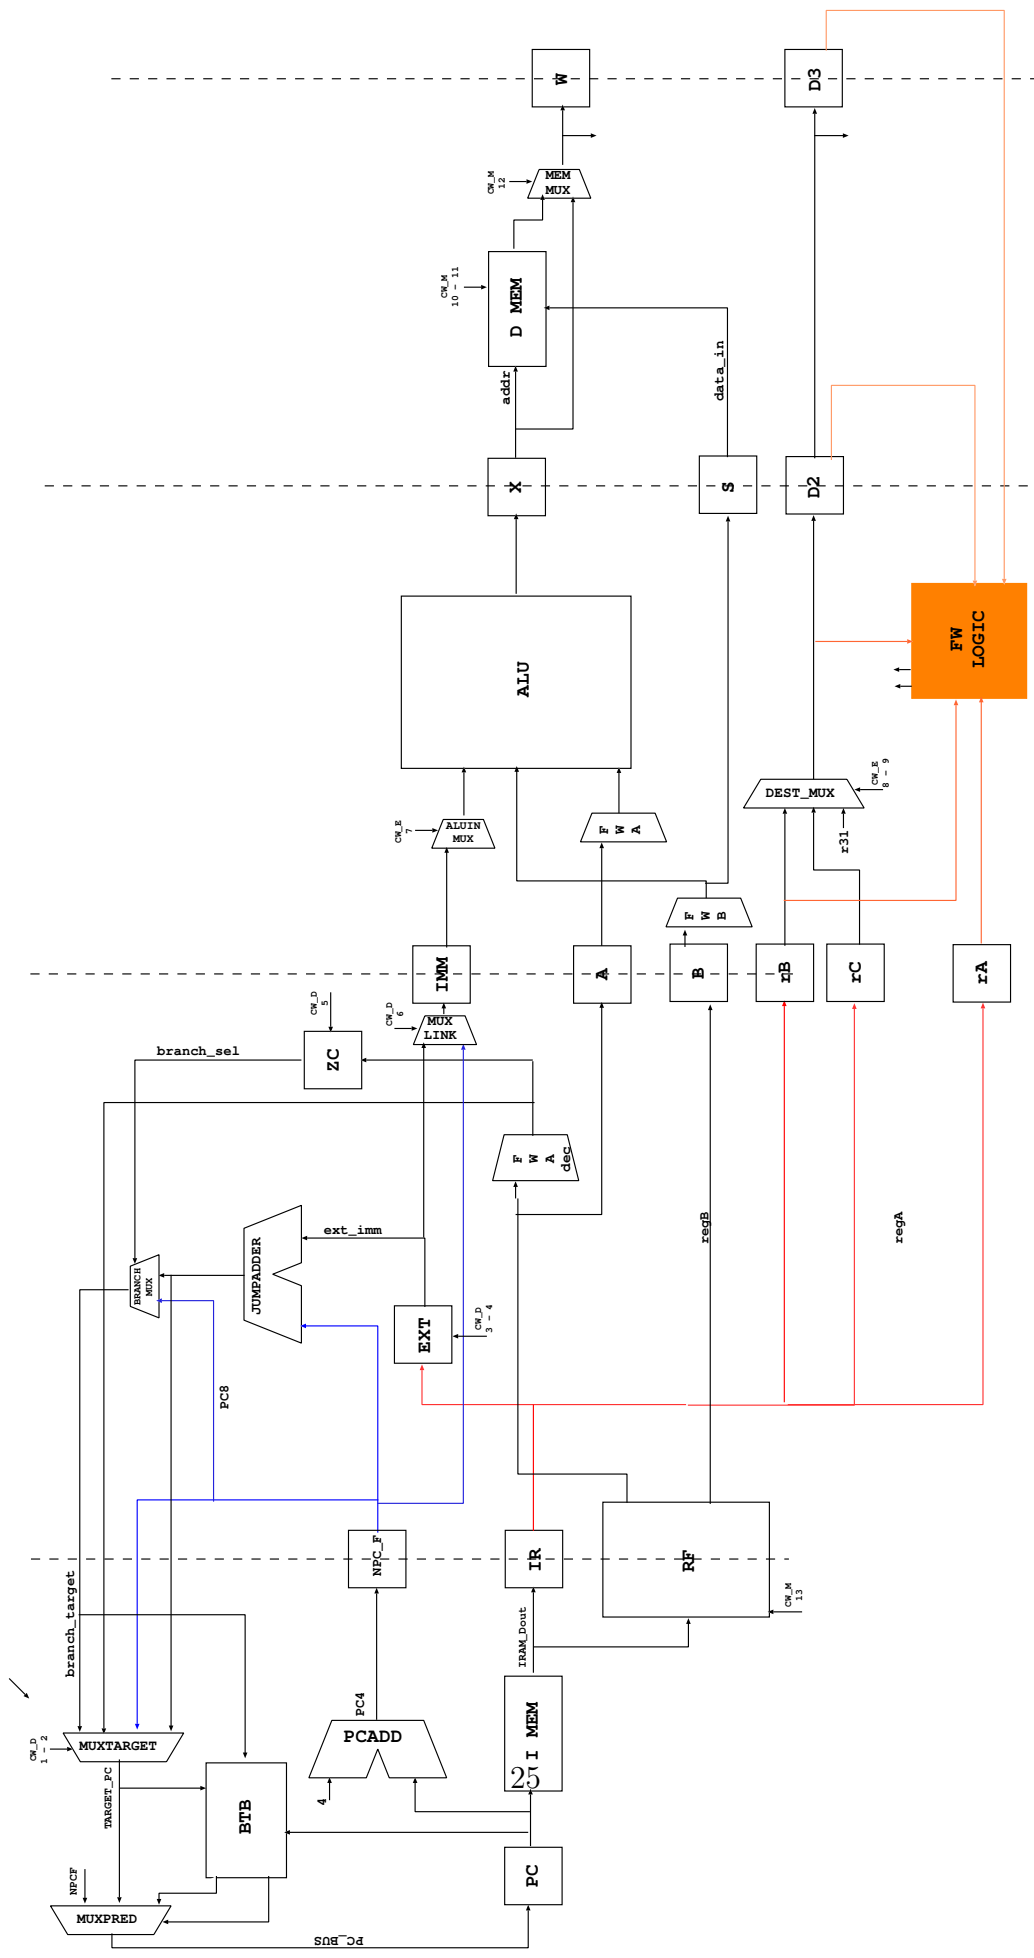 W
D3
CW_M
12
MEM
MUX
CW_M
10 - 11
D MEM
addr
data_in
X
S
D2
ALU
FW
LOGIC
CW_E
7
ALUIN
MUX
F
W
A
DEST_MUX
CW_E
8 - 9
r31
F
W
B
IMM
A
B
rB
rC
rA
CW_D
5
ZC
branch_sel
CW_D
6
MUX
LINK
F
W
A
dec
BRANCH
MUX
JUMPADDER
ext_imm
EXT
CW_D
3 - 4
regB
regA
PC8
NPC_F
IR
RF
CW_M
13
branch_target
IRAM_Dout
CW_D
1 - 2
MUXTARGET
TARGET_PC
PC4
PCADD
4
I MEM
25
BTB
NPCF
MUXPRED
PC
PC_BUS